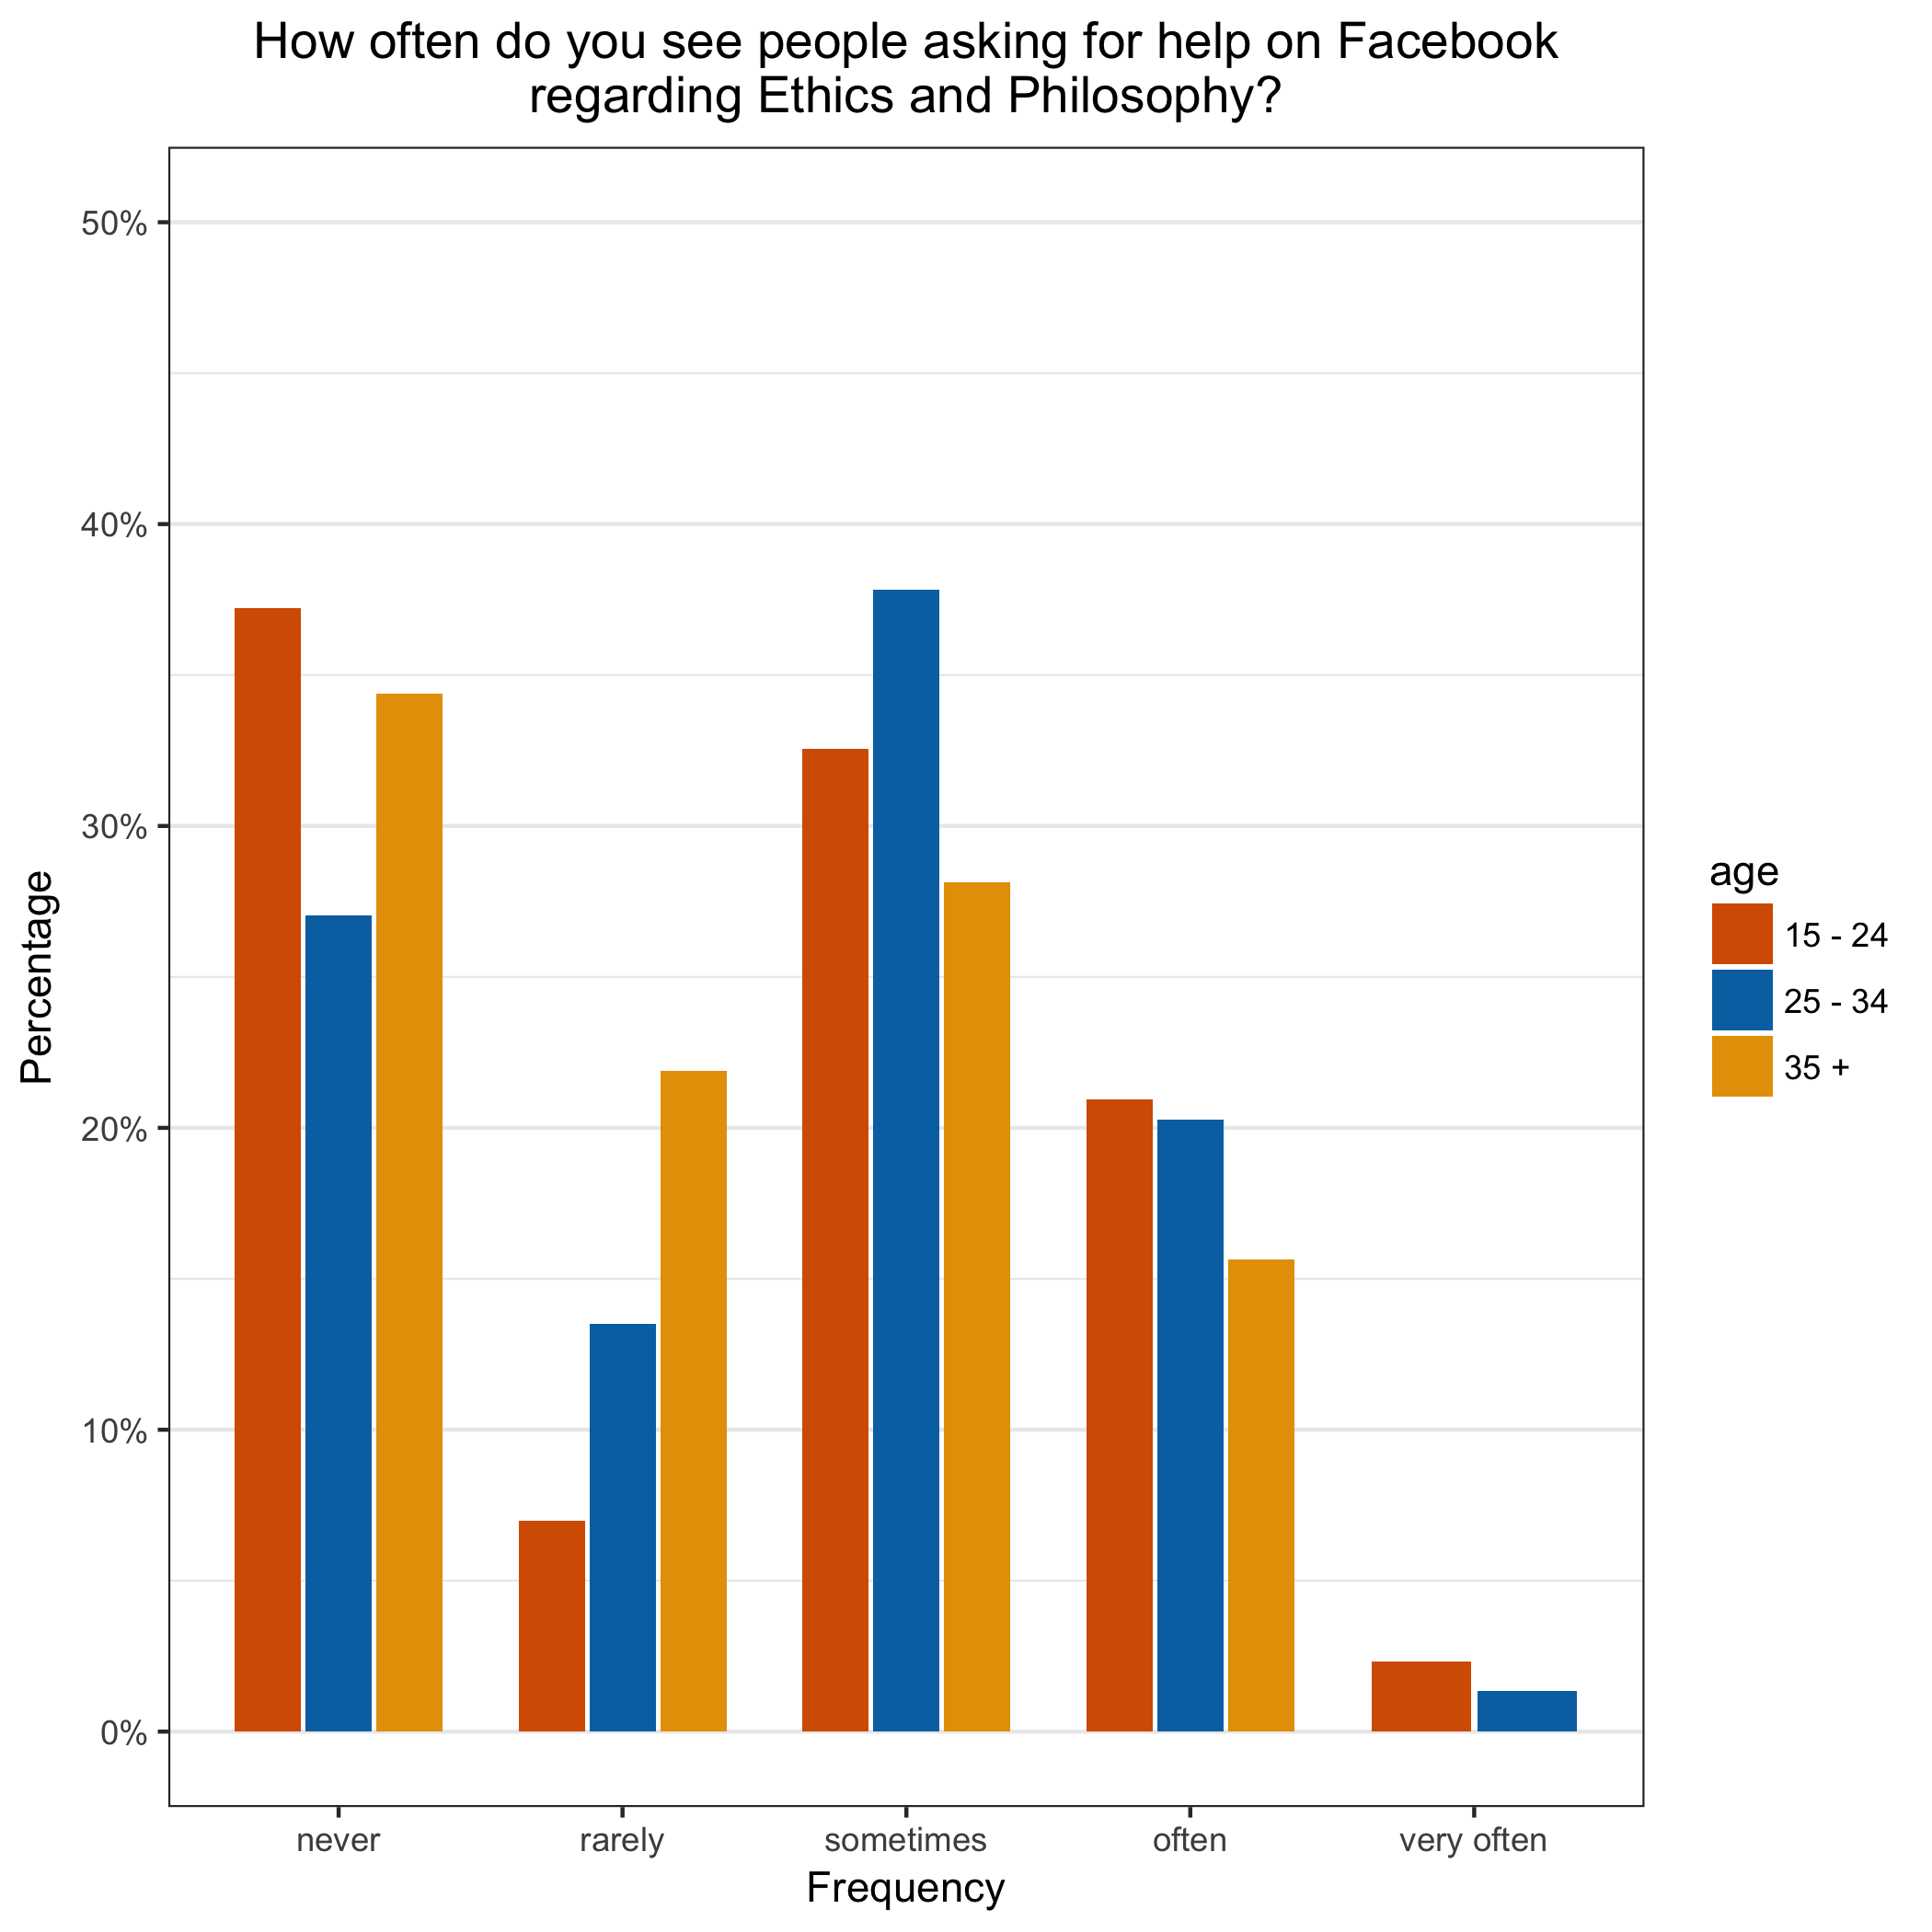 How often do you see people asking for help on Facebook
regarding Ethics and Philosophy?
50%
40%
30%
20%
10%
0%
Percentage
never
rarely
sometimes
often
very often
Frequency
age
15 - 24
25 - 34
35 +